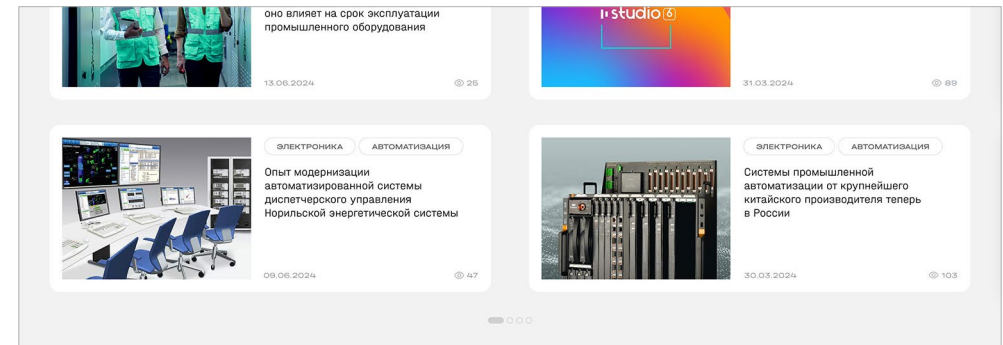 оно влияет на срок эксплуатации
промышленного оборудования
13.06.2024
25
studio 6
31.03.2024
89
ЭЛЕКТРОНИКА
АВТОМАТИЗАЦИЯ
Опыт модернизации
автоматизированной системы
диспетчерского управления
Норильской энергетической системы
09.06.2024
47
ЭЛЕКТРОНИКА
АВТОМАТИЗАЦИЯ
Системы промышленной
автоматизации от крупнейшего
китайского производителя теперь
в России
30.03.2024
103